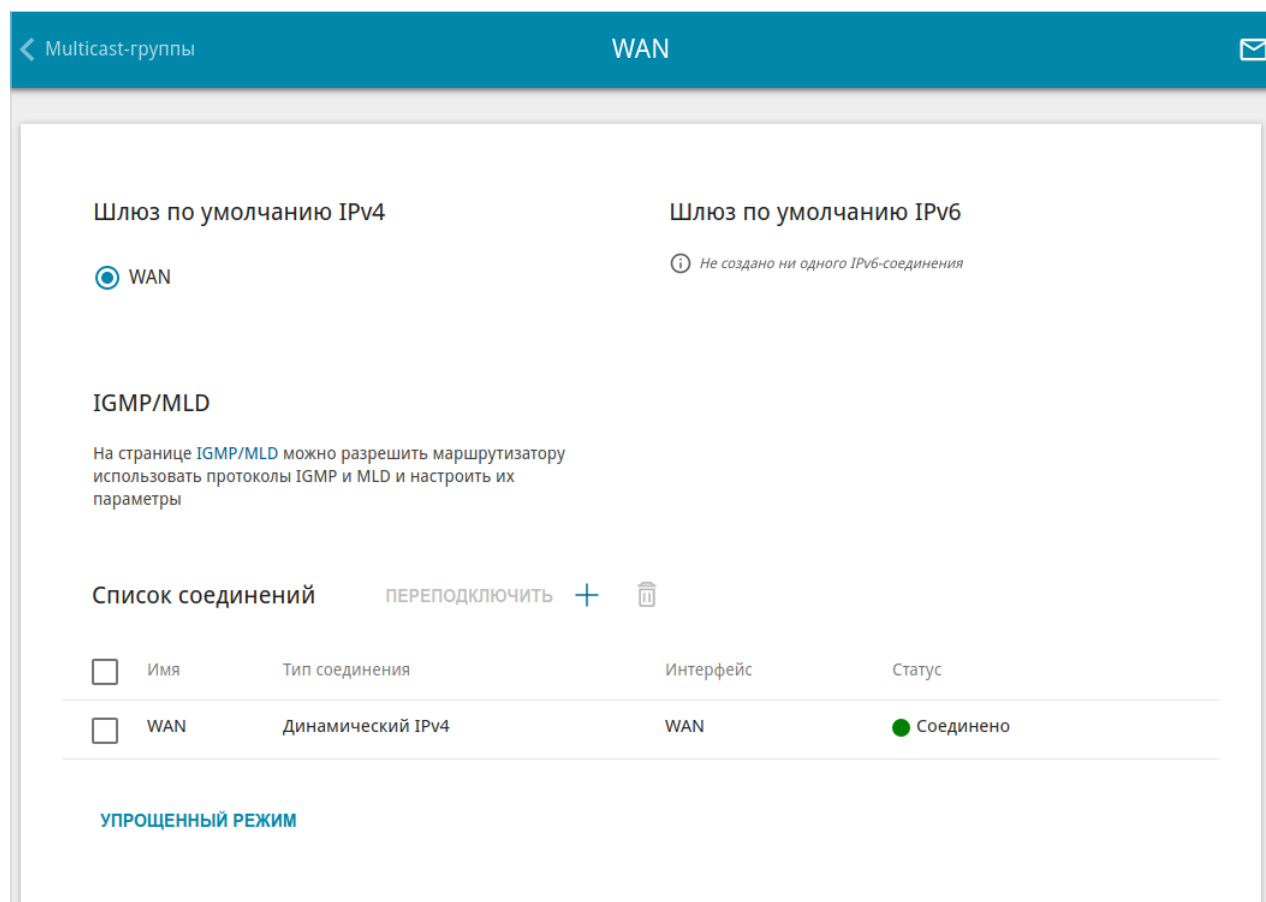 Multicast-группы
WAN
Шлюз по умолчанию IPv4
Шлюз по умолчанию IPv6
WAN
Не создано ни одного IPv6-соединения
IGMP/MLD
На странице IGMP/MLD можно разрешить маршрутизатору
использовать протоколы IGMP и MLD и настроить их
параметры
Список соединений ПЕРЕПОДКЛЮЧИТЬ
Имя Тип соединения Интерфейс Статус
WAN Динамический IPv4 WAN Соединено
УПРОЩЕННЫЙ РЕЖИМ